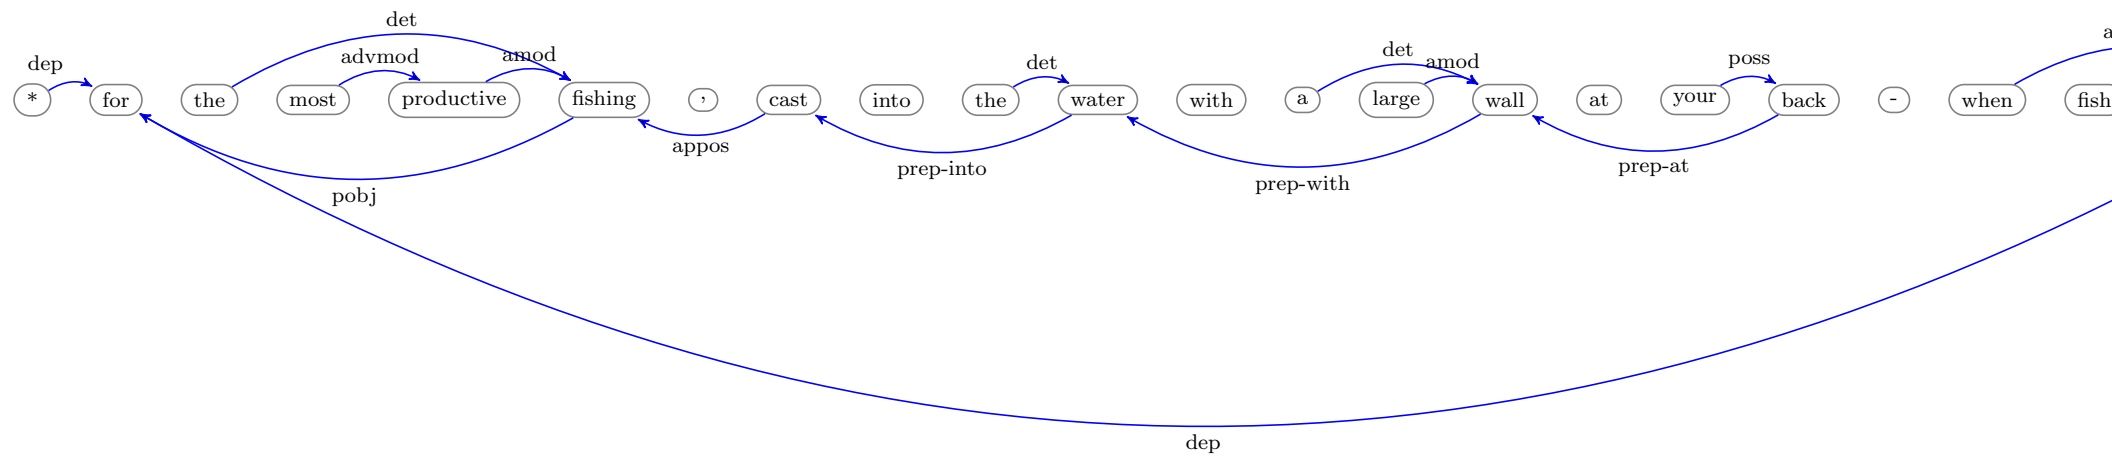 det
dep advmod amod det det amod poss a
* for the most productive fishing , cast into the water with a large wall at your back - when fish
appos
pobj prep-into prep-with prep-at
dep